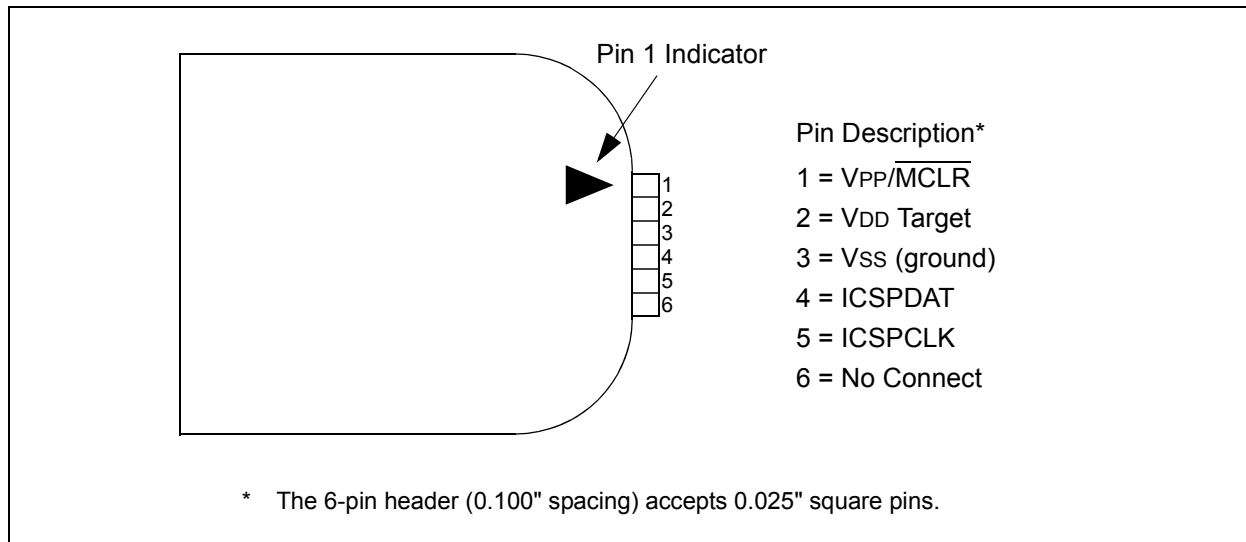 Pin 1 Indicator
1
2
3
4
5
6
Pin Description*
1 = VPP/M̅C̅L̅R̅
2 = VDD Target
3 = VSS (ground)
4 = ICSPDAT
5 = ICSPCLK
6 = No Connect
* The 6-pin header (0.100" spacing) accepts 0.025" square pins.